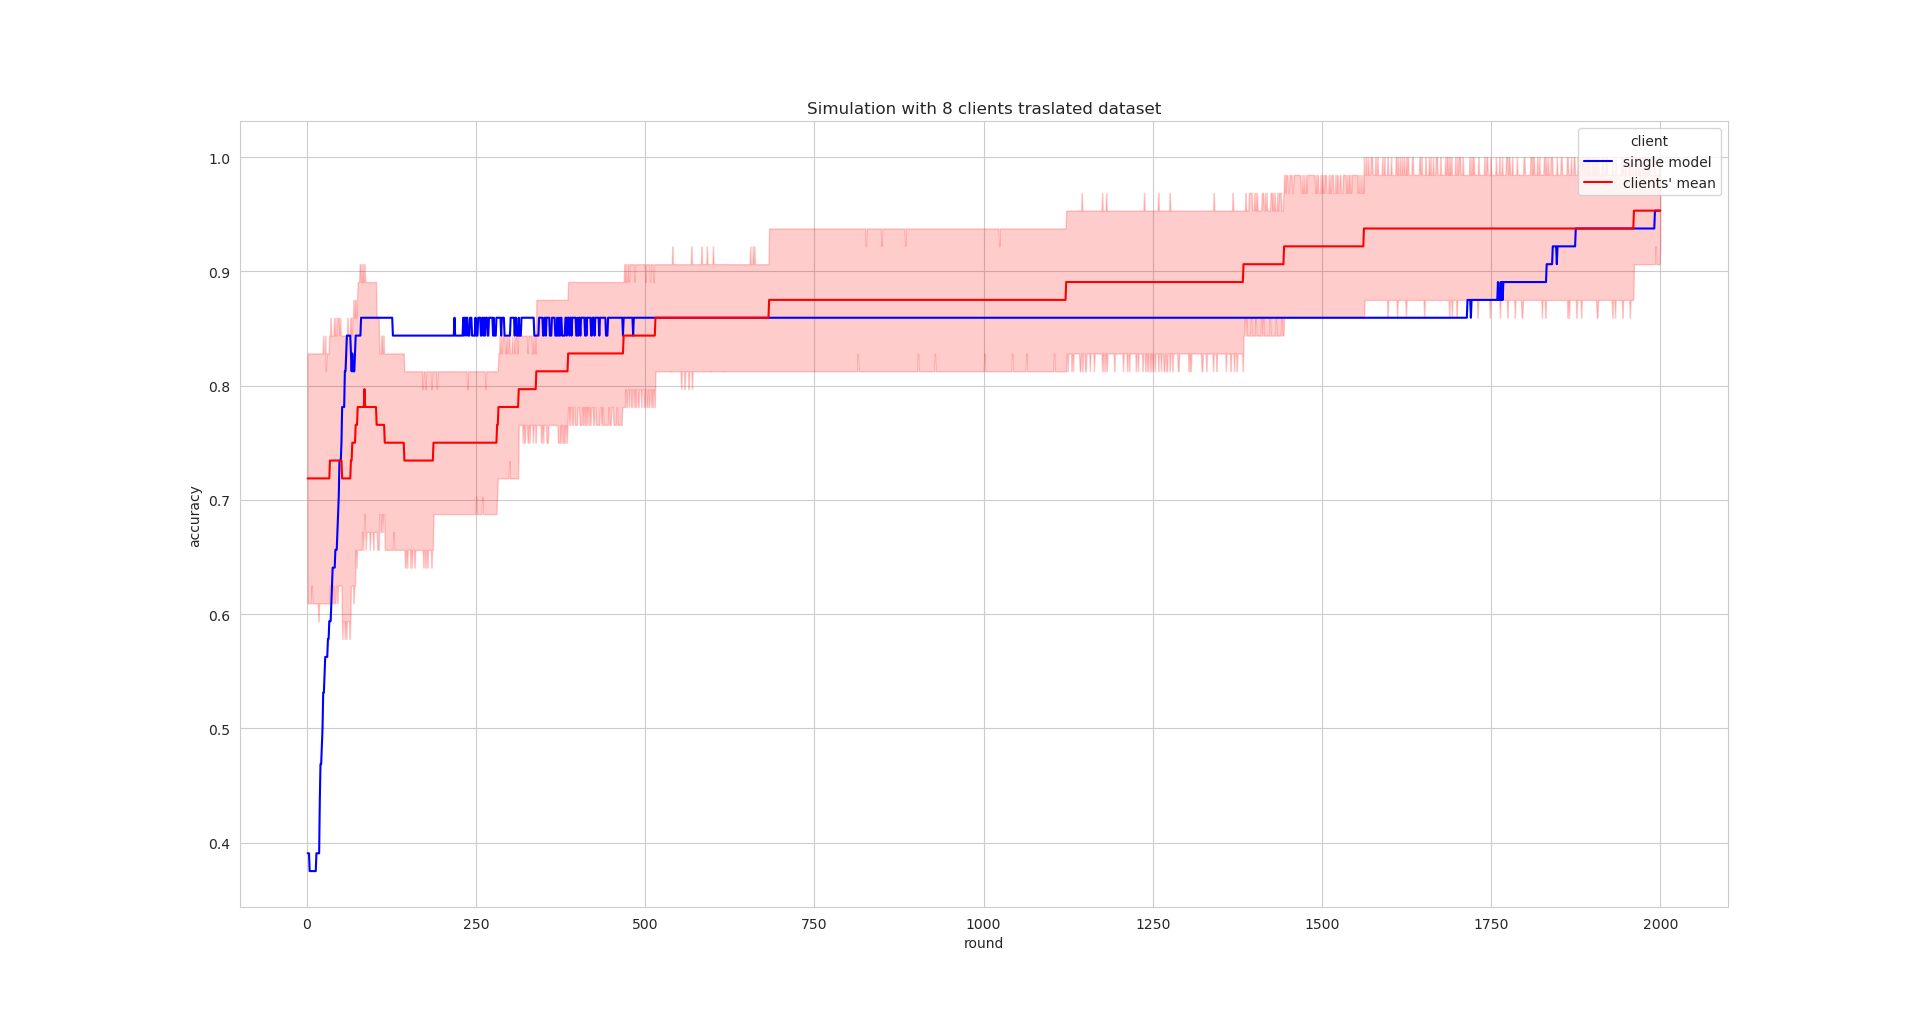 Simulation with 8 clients traslated dataset
client
single model
clients' mean
1.0
0.9
0.8
0.7
0.6
0.5
0.4
accuracy
0 250 500 750 1000 1250 1500 1750 2000
round